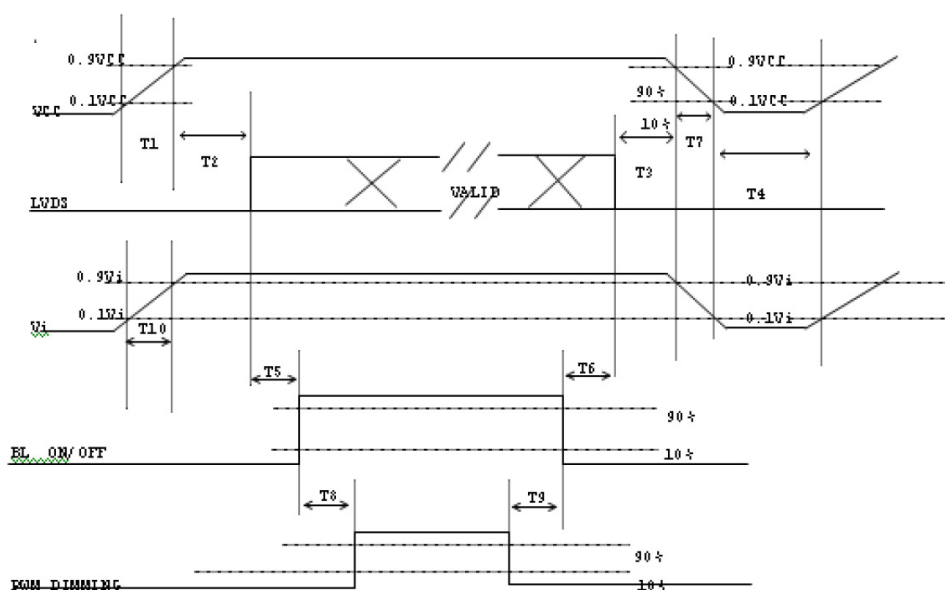 0.9VCC
0.9VCC
0.1VCC
90%
0.1VCC
VCC
10%
T1
T2
T3
T7
T4
VALID
LVDS
0.9Vi
0.9Vi
0.1Vi
0.1Vi
Vi
T10
T5
T6
90%
BL ON/OFF
10%
T8
T9
90%
PWM DIMMING
10%